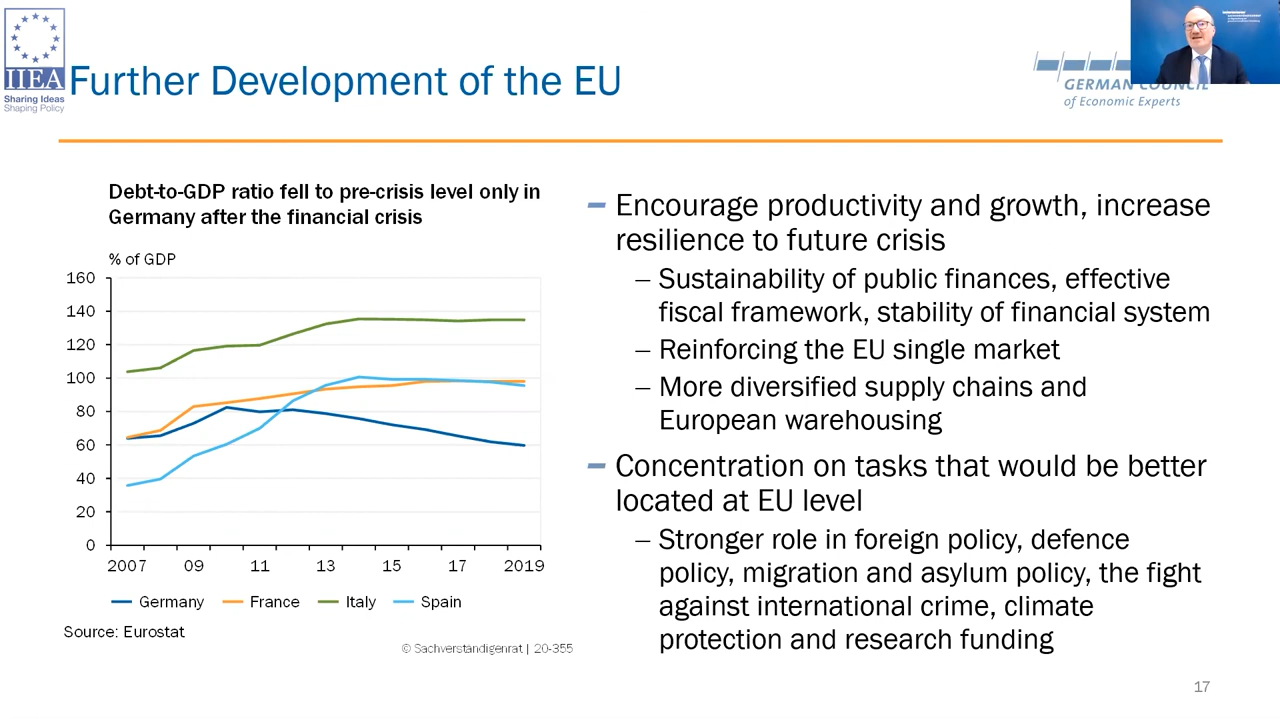 IIEA
Sharing Ideas
Shaping Policy
Further Development of the EU
GERMAN COUNCIL
of Economic Experts
Debt-to-GDP ratio fell to pre-crisis level only in
Germany after the financial crisis
% of GDP
160
140
120
100
80
60
40
20
0
2007 09 11 13 15 17 2019
Germany France Italy Spain
Source: Eurostat
© Sachverständigenrat | 20-355
– Encourage productivity and growth, increase
resilience to future crisis
– Sustainability of public finances, effective
fiscal framework, stability of financial system
– Reinforcing the EU single market
– More diversified supply chains and
European warehousing
– Concentration on tasks that would be better
located at EU level
– Stronger role in foreign policy, defence
policy, migration and asylum policy, the fight
against international crime, climate
protection and research funding
17